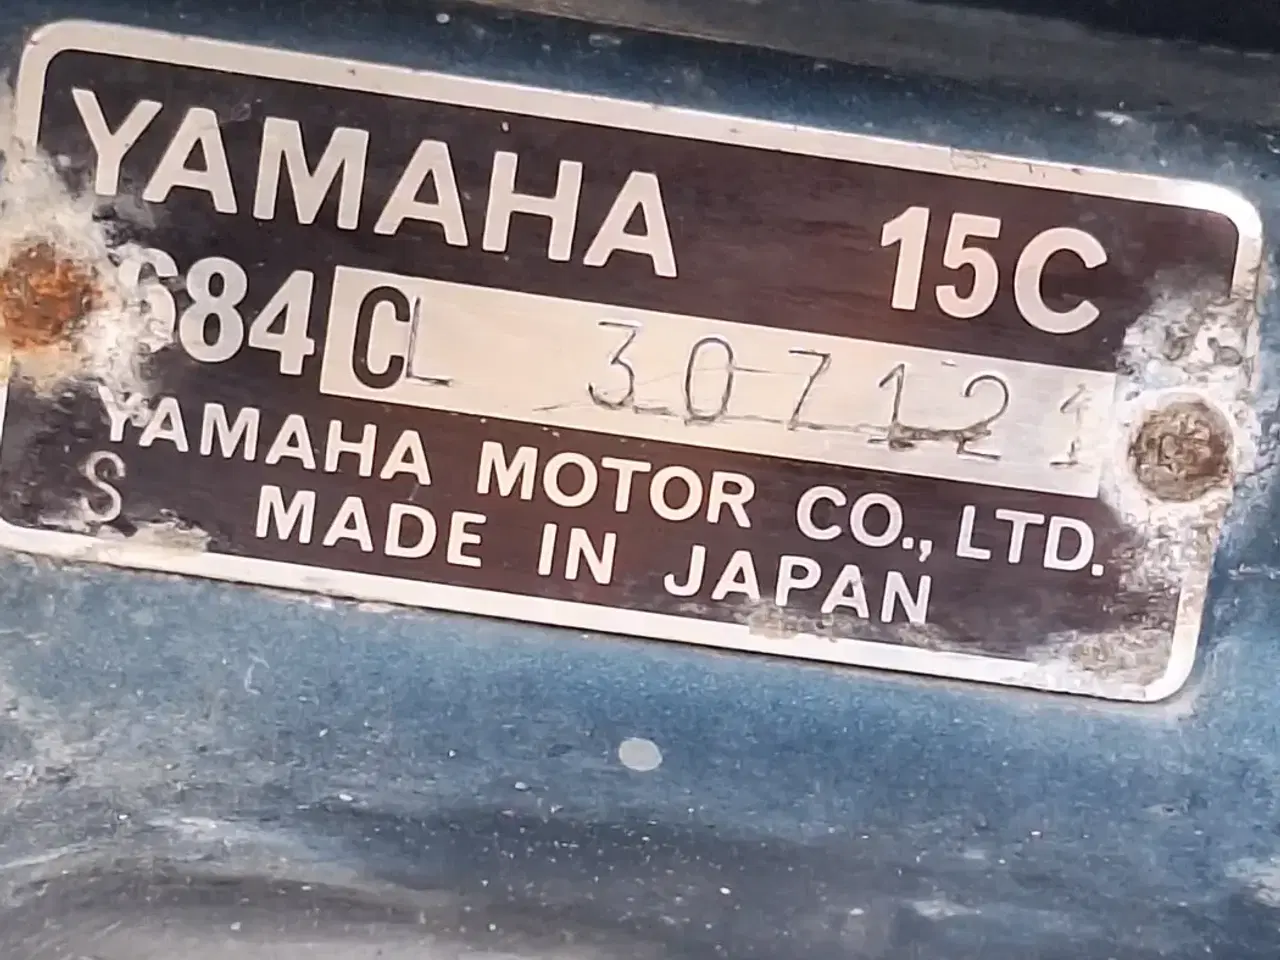 YAMAHA 15C
684 CL 307121
YAMAHA MOTOR CO., LTD.
S MADE IN JAPAN